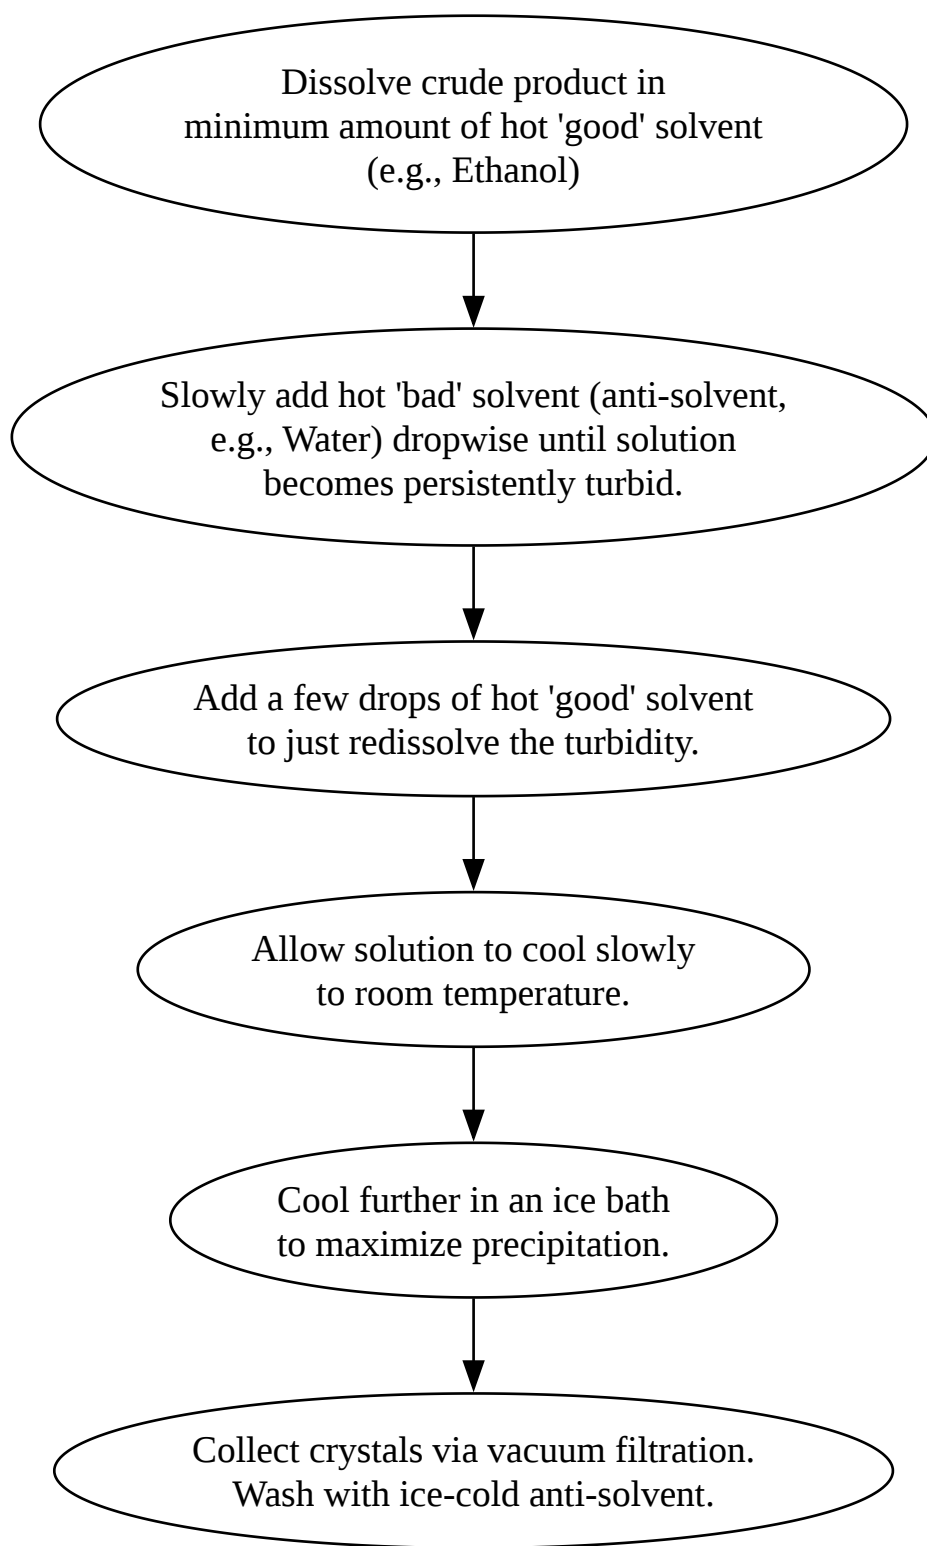 Dissolve crude product in
minimum amount of hot 'good' solvent
(e.g., Ethanol)
Slowly add hot 'bad' solvent (anti-solvent,
e.g., Water) dropwise until solution
becomes persistently turbid.
Add a few drops of hot 'good' solvent
to just redissolve the turbidity.
Allow solution to cool slowly
to room temperature.
Cool further in an ice bath
to maximize precipitation.
Collect crystals via vacuum filtration.
Wash with ice-cold anti-solvent.